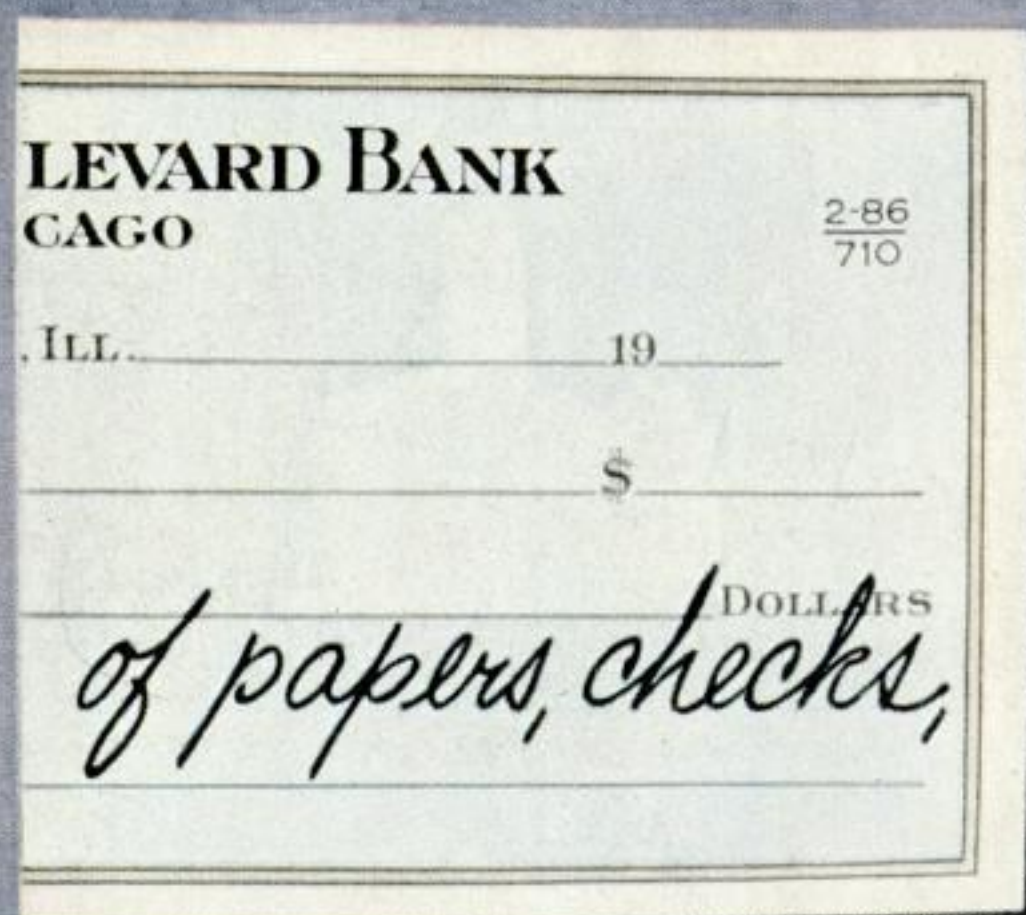 LEVARD BANK
CAGO
2-86
710
, ILL. 19
$
DOLLARS
of papers, checks,